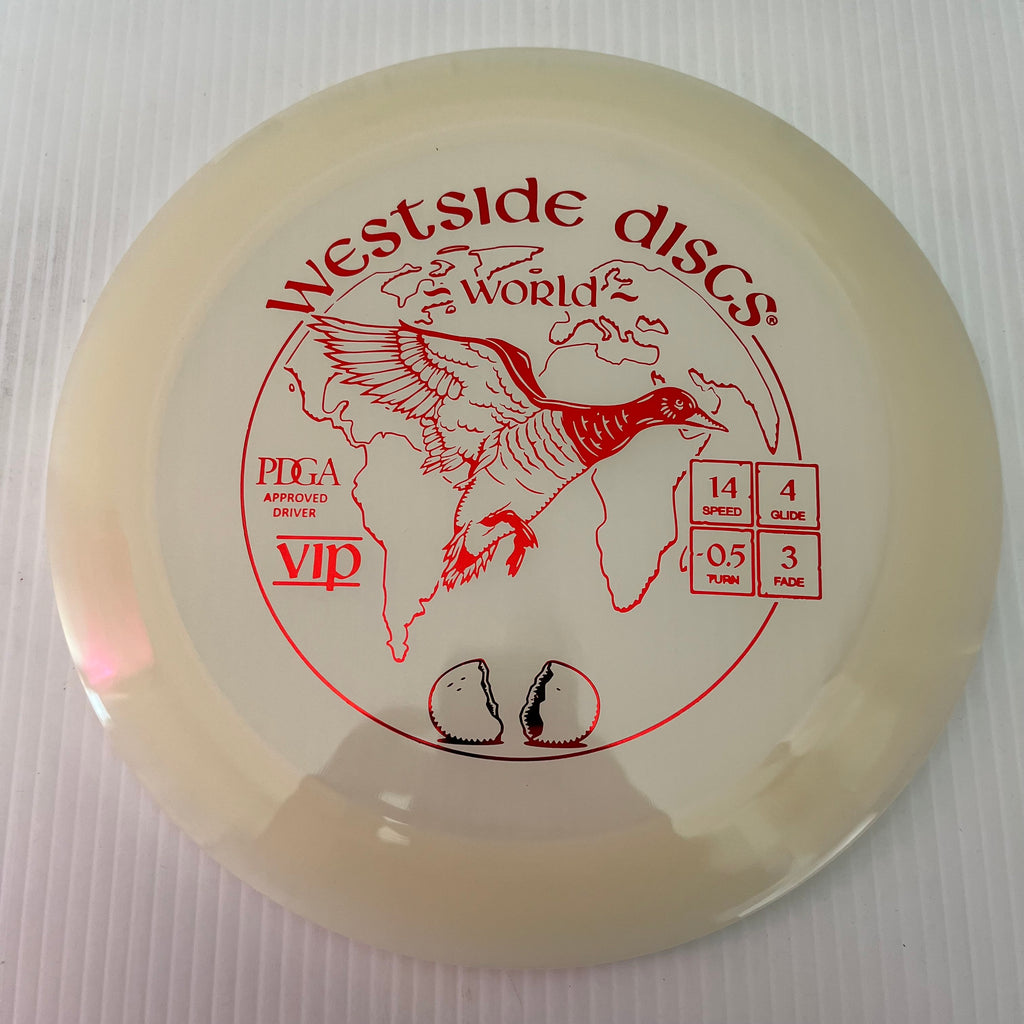 WESTSIDE DISCS®
WORLD
PDGA
APPROVED
DRIVER
VIP
14
SPEED
4
GLIDE
-0.5
TURN
3
FADE